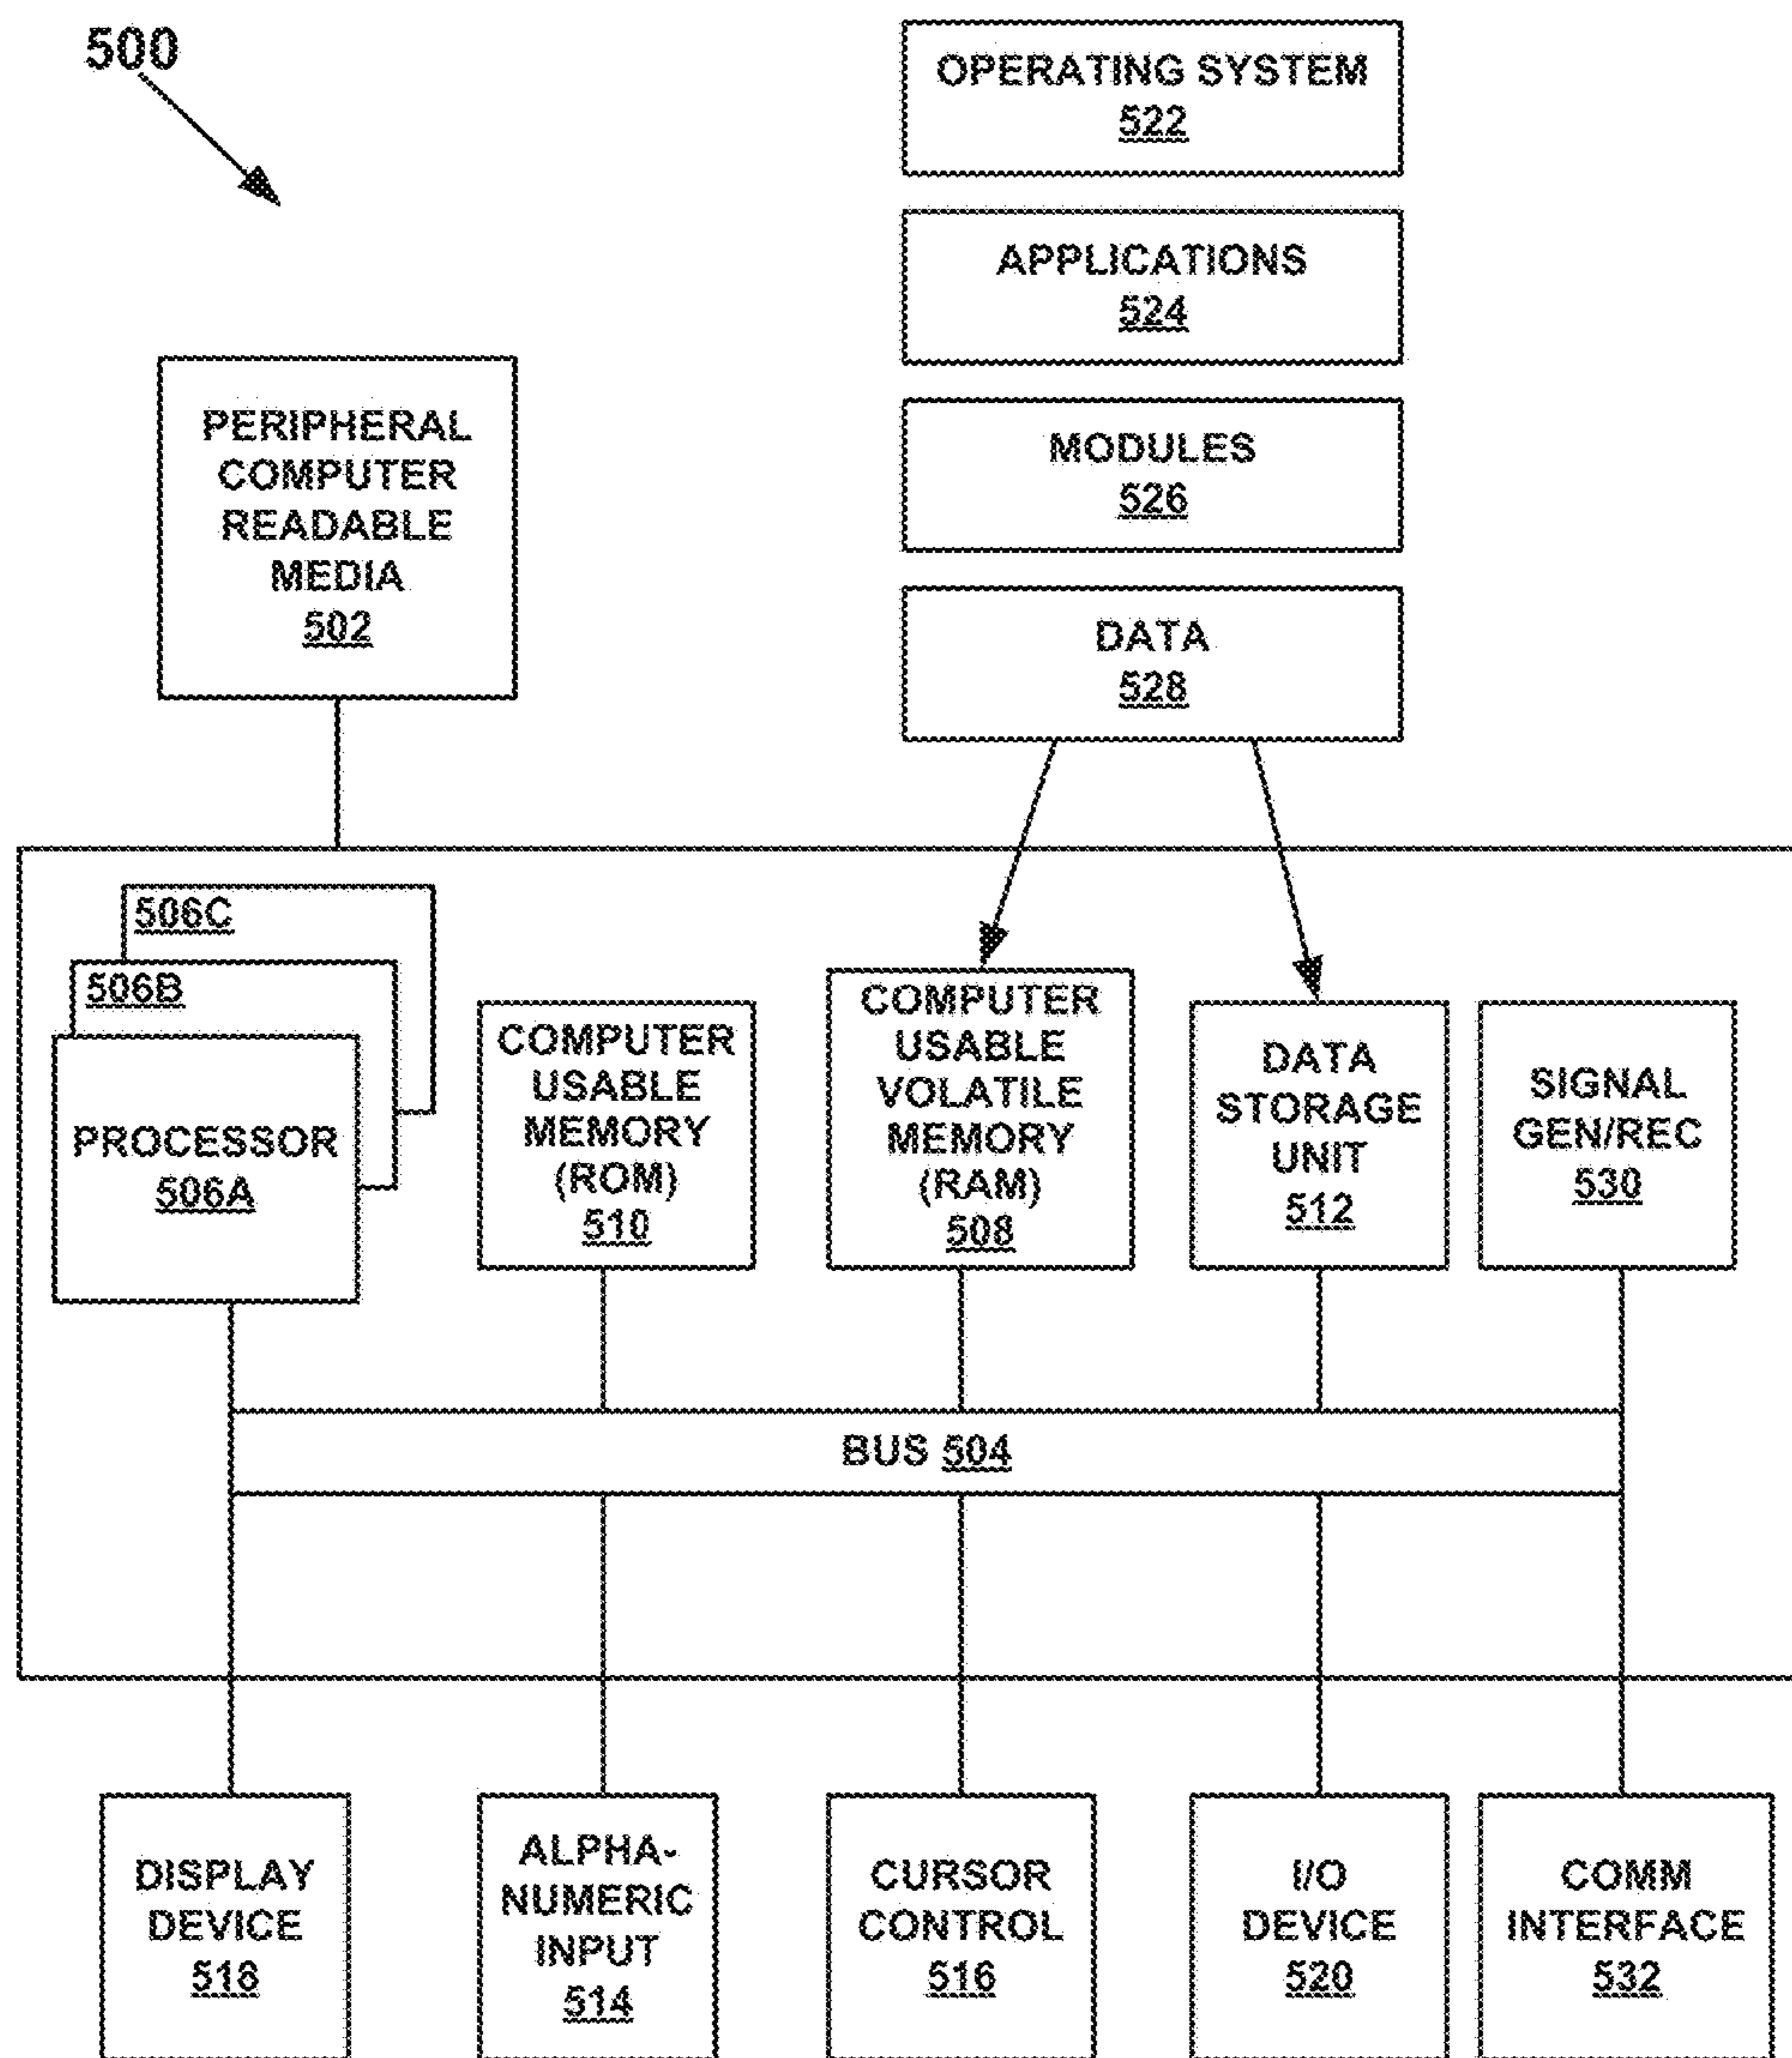 500
OPERATING SYSTEM
522
APPLICATIONS
524
MODULES
526
DATA
528
PERIPHERAL
COMPUTER
READABLE
MEDIA
502
506C
506B
PROCESSOR
506A
COMPUTER
USABLE
MEMORY
(ROM)
510
COMPUTER
USABLE
VOLATILE
MEMORY
(RAM)
508
DATA
STORAGE
UNIT
512
SIGNAL
GEN/REC
530
BUS 504
DISPLAY
DEVICE
518
ALPHA-
NUMERIC
INPUT
514
CURSOR
CONTROL
516
I/O
DEVICE
520
COMM
INTERFACE
532